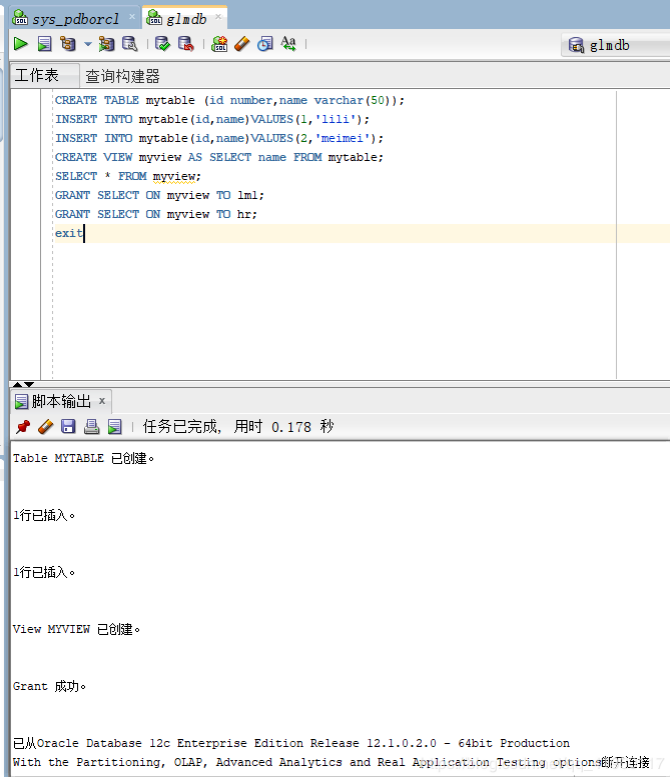 sys_pdborcl
glmdb
glmdb
工作表 查询构建器
CREATE TABLE mytable (id number,name varchar(50));
INSERT INTO mytable(id,name)VALUES(1,'lili');
INSERT INTO mytable(id,name)VALUES(2,'meimei');
CREATE VIEW myview AS SELECT name FROM mytable;
SELECT * FROM myview;
GRANT SELECT ON myview TO lml;
GRANT SELECT ON myview TO hr;
exit
脚本输出 x
任务已完成, 用时 0.178 秒
Table MYTABLE 已创建。
1行已插入。
1行已插入。
View MYVIEW 已创建。
Grant 成功。
已从Oracle Database 12c Enterprise Edition Release 12.1.0.2.0 - 64bit Production
With the Partitioning, OLAP, Advanced Analytics and Real Application Testing options断开连接